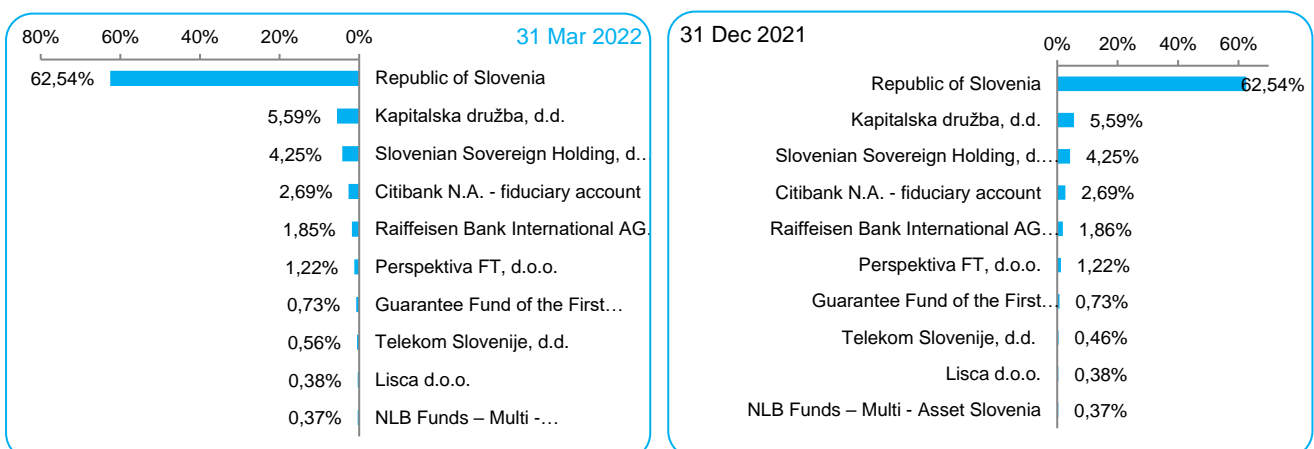 80% 60% 40% 20% 0% 31 Mar 2022
62,54% Republic of Slovenia
5,59% Kapitalska družba, d.d.
4,25% Slovenian Sovereign Holding, d…
2,69% Citibank N.A. - fiduciary account
1,85% Raiffeisen Bank International AG…
1,22% Perspektiva FT, d.o.o.
0,73% Guarantee Fund of the First…
0,56% Telekom Slovenije, d.d.
0,38% Lisca d.o.o.
0,37% NLB Funds – Multi -…
31 Dec 2021
0% 20% 40% 60%
Republic of Slovenia 62,54%
Kapitalska družba, d.d. 5,59%
Slovenian Sovereign Holding, d.… 4,25%
Citibank N.A. - fiduciary account 2,69%
Raiffeisen Bank International AG… 1,86%
Perspektiva FT, d.o.o. 1,22%
Guarantee Fund of the First… 0,73%
Telekom Slovenije, d.d. 0,46%
Lisca d.o.o. 0,38%
NLB Funds – Multi - Asset Slovenia 0,37%